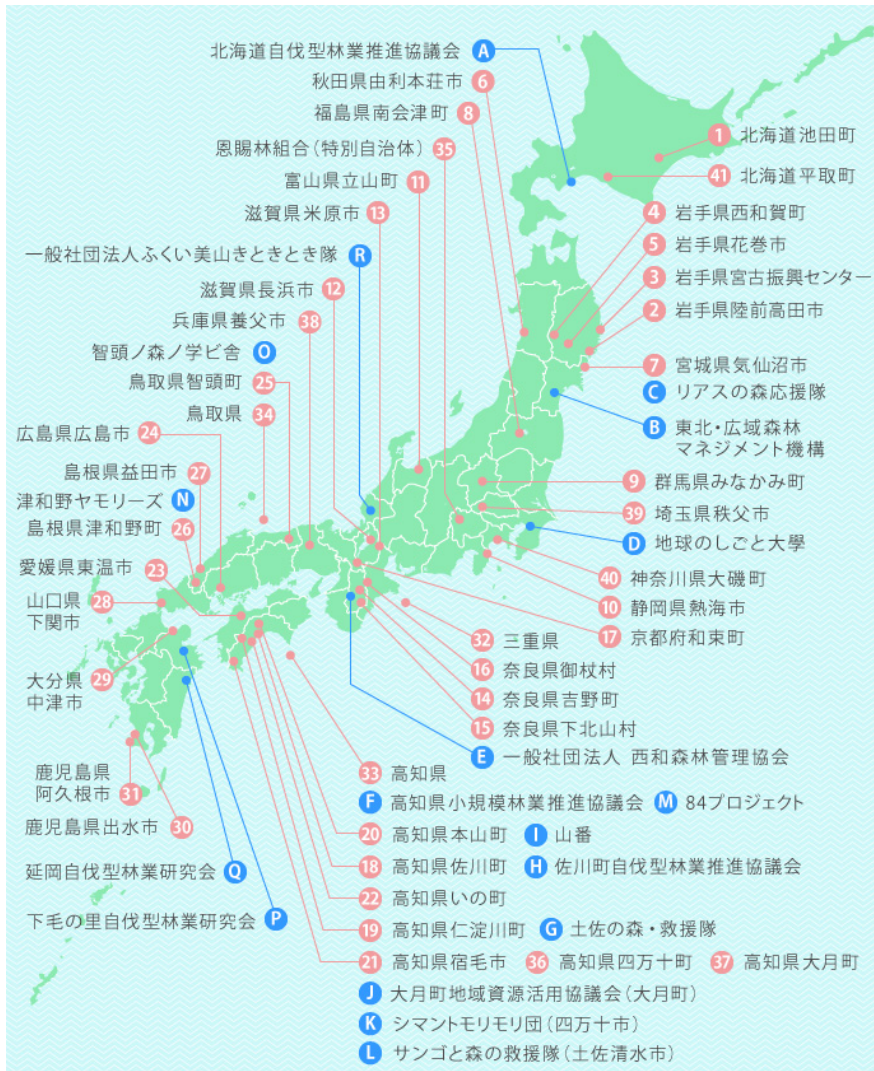 北海道自伐型林業推進協議会 A
秋田県由利本荘市 6
福島県南会津町 8
恩賜林組合（特別自治体） 35
富山県立山町 11
滋賀県米原市 13
一般社団法人ふくい美山きときとき隊 R
滋賀県長浜市 12
兵庫県養父市 38
智頭ノ森ノ学ビ舎 O
鳥取県智頭町 25
鳥取県 34
広島県広島市 24
島根県益田市 27
津和野ヤモリーズ N
島根県津和野町 26
愛媛県東温市 23
山口県
下関市 28
大分県
中津市 29
鹿児島県
阿久根市 31
鹿児島県出水市 30
延岡自伐型林業研究会 Q
下毛の里自伐型林業研究会 P
1 北海道池田町
41 北海道平取町
4 岩手県西和賀町
5 岩手県花巻市
3 岩手県宮古振興センター
2 岩手県陸前高田市
7 宮城県気仙沼市
C リアスの森応援隊
B 東北・広域森林
マネジメント機構
9 群馬県みなかみ町
39 埼玉県秩父市
D 地球のしごと大學
40 神奈川県大磯町
10 静岡県熱海市
17 京都府和束町
32 三重県
16 奈良県御杖村
14 奈良県吉野町
15 奈良県下北山村
E 一般社団法人 西和森林管理協会
33 高知県
F 高知県小規模林業推進協議会 M 84プロジェクト
20 高知県本山町 I 山番
18 高知県佐川町 H 佐川町自伐型林業推進協議会
22 高知県いの町
19 高知県仁淀川町 G 土佐の森・救援隊
21 高知県宿毛市 36 高知県四万十町 37 高知県大月町
J 大月町地域資源活用協議会（大月町）
K シマントモリモリ団（四万十市）
L サンゴと森の救援隊（土佐清水市）